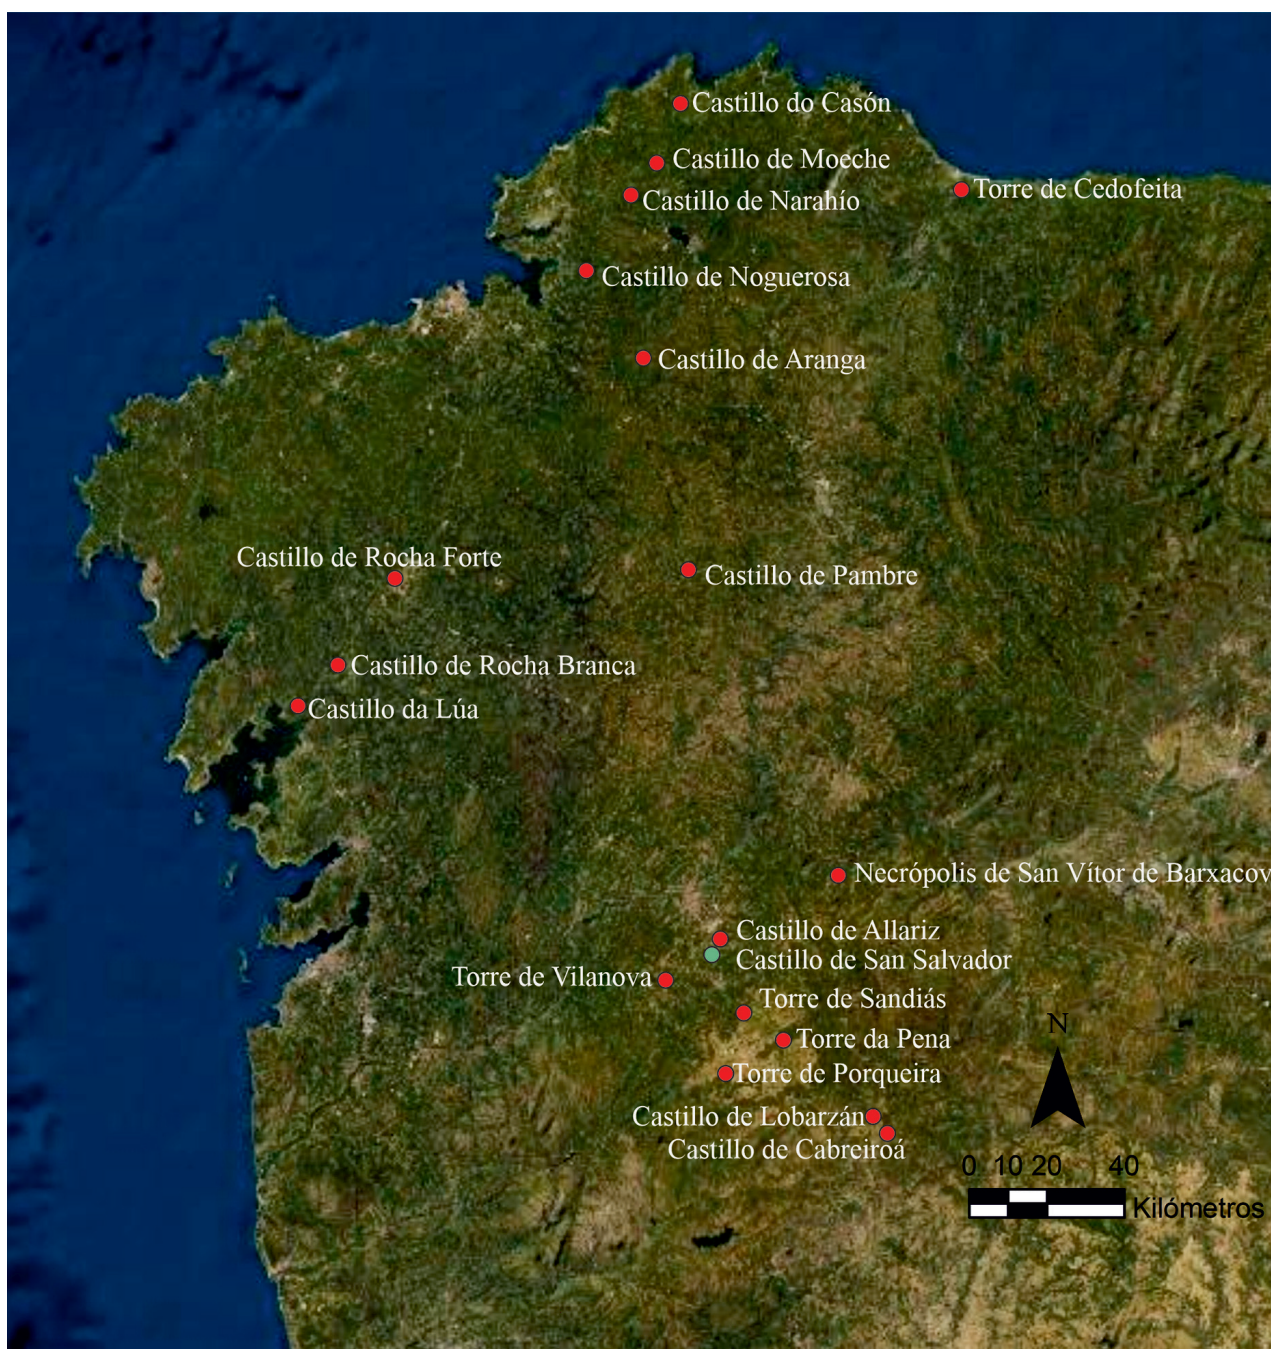 Castillo do Casón
Castillo de Moeche
Torre de Cedofeita
Castillo de Narahío
Castillo de Noguerosa
Castillo de Aranga
Castillo de Rocha Forte
Castillo de Pambre
Castillo de Rocha Branca
Castillo da Lúa
Necrópolis de San Vítor de Barxacov
Castillo de Allariz
Castillo de San Salvador
Torre de Vilanova
Torre de Sandiás
N
Torre da Pena
Torre de Porqueira
Castillo de Lobarzán
Castillo de Cabreiroá
0 10 20 40
Kilómetros